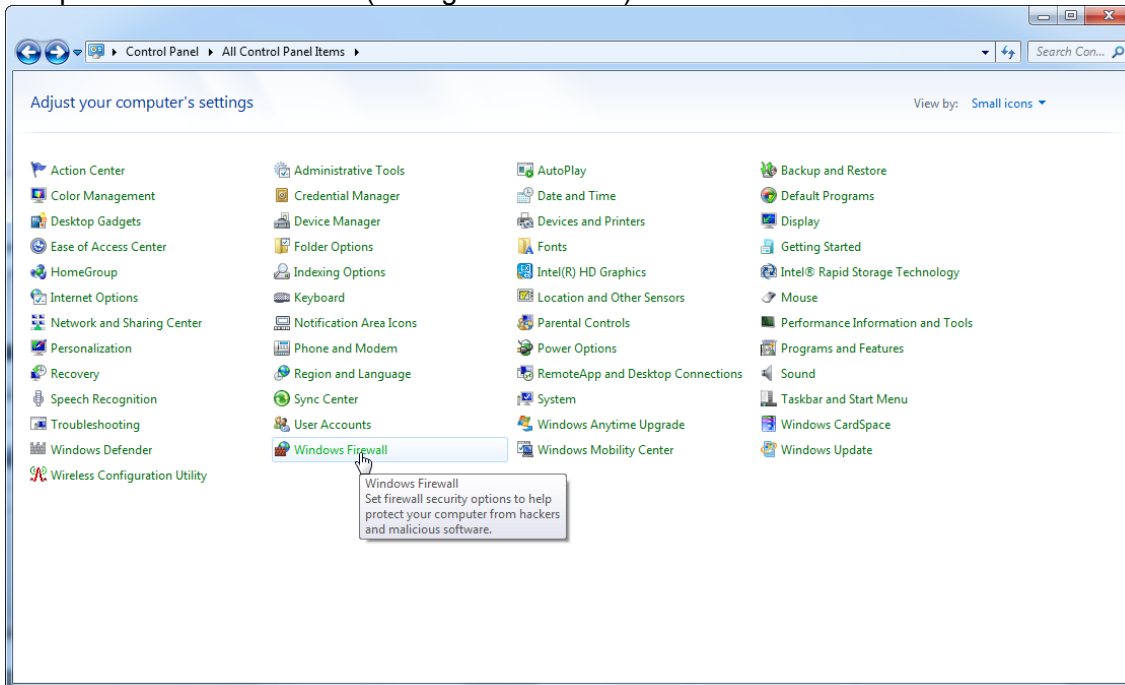 Control Panel ▸ All Control Panel Items ▸ Search Con...
Adjust your computer's settings View by: Small icons
Action Center Administrative Tools AutoPlay Backup and Restore
Color Management Credential Manager Date and Time Default Programs
Desktop Gadgets Device Manager Devices and Printers Display
Ease of Access Center Folder Options Fonts Getting Started
HomeGroup Indexing Options Intel(R) HD Graphics Intel® Rapid Storage Technology
Internet Options Keyboard Location and Other Sensors Mouse
Network and Sharing Center Notification Area Icons Parental Controls Performance Information and Tools
Personalization Phone and Modem Power Options Programs and Features
Recovery Region and Language RemoteApp and Desktop Connections Sound
Speech Recognition Sync Center System Taskbar and Start Menu
Troubleshooting User Accounts Windows Anytime Upgrade Windows CardSpace
Windows Defender Windows Firewall Windows Mobility Center Windows Update
Wireless Configuration Utility
Windows Firewall
Set firewall security options to help
protect your computer from hackers
and malicious software.